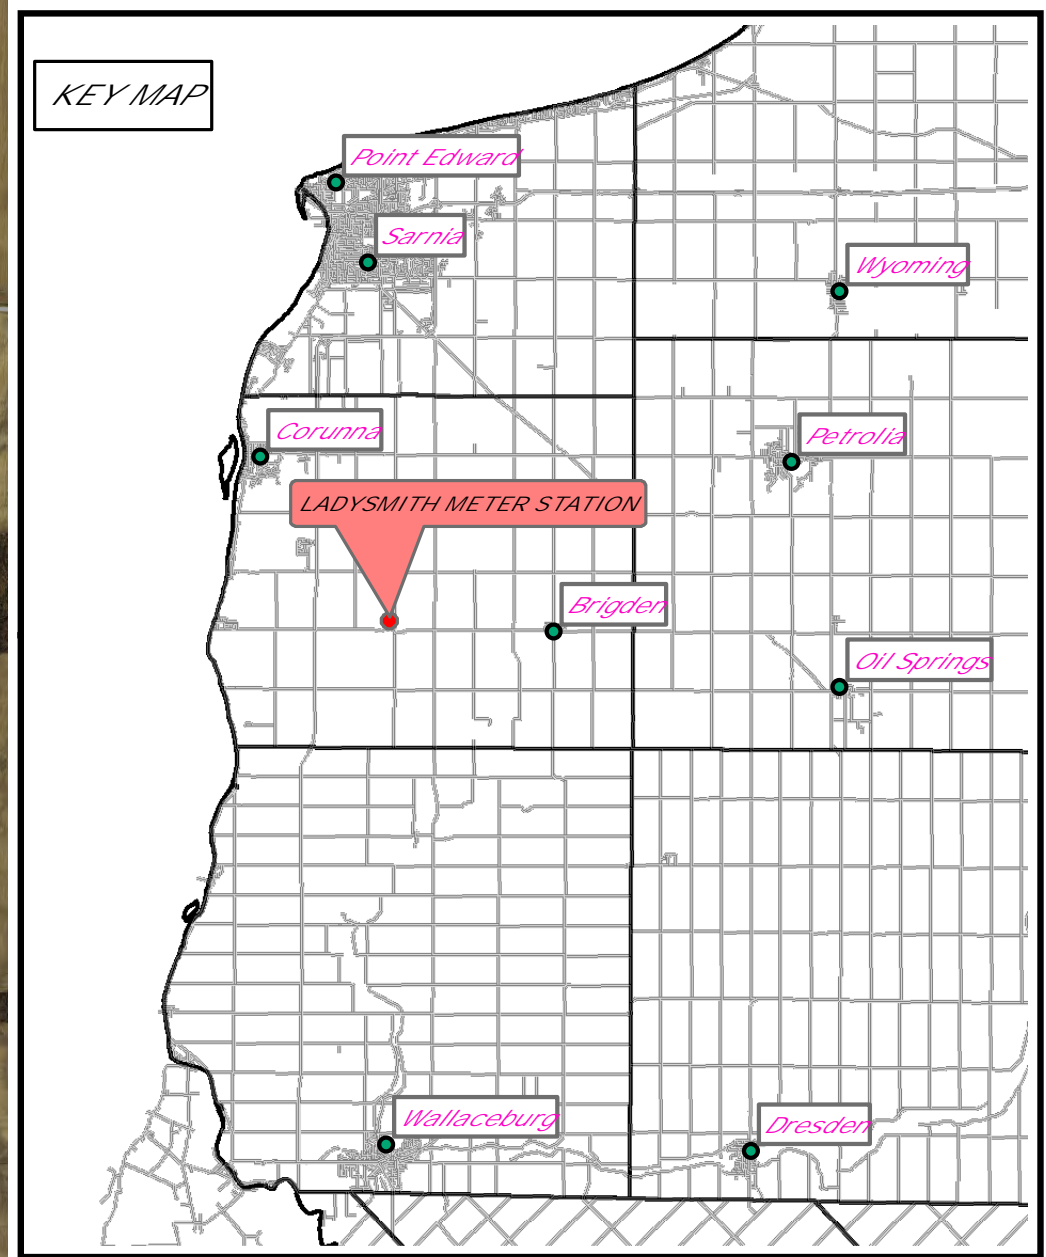 KEY MAP
Point Edward
Sarnia
Wyoming
Corunna
Petrolia
LADYSMITH METER STATION
Brigden
Oil Springs
Wallaceburg
Dresden